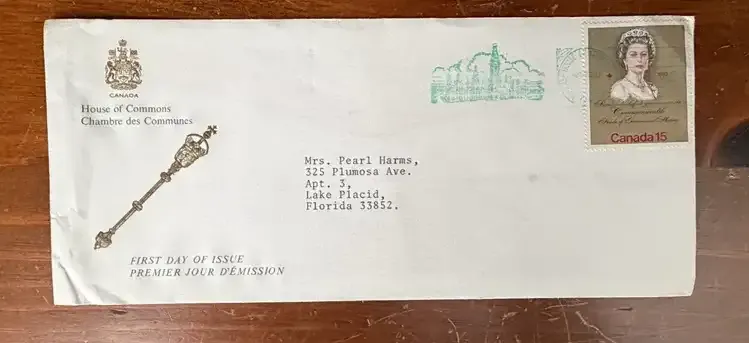 CANADA
House of Commons
Chambre des Communes
Mrs. Pearl Harms,
325 Plumosa Ave.
Apt. 3,
Lake Placid,
Florida 33852.
FIRST DAY OF ISSUE
PREMIER JOUR D'ÉMISSION
Commonwealth
Canada 15